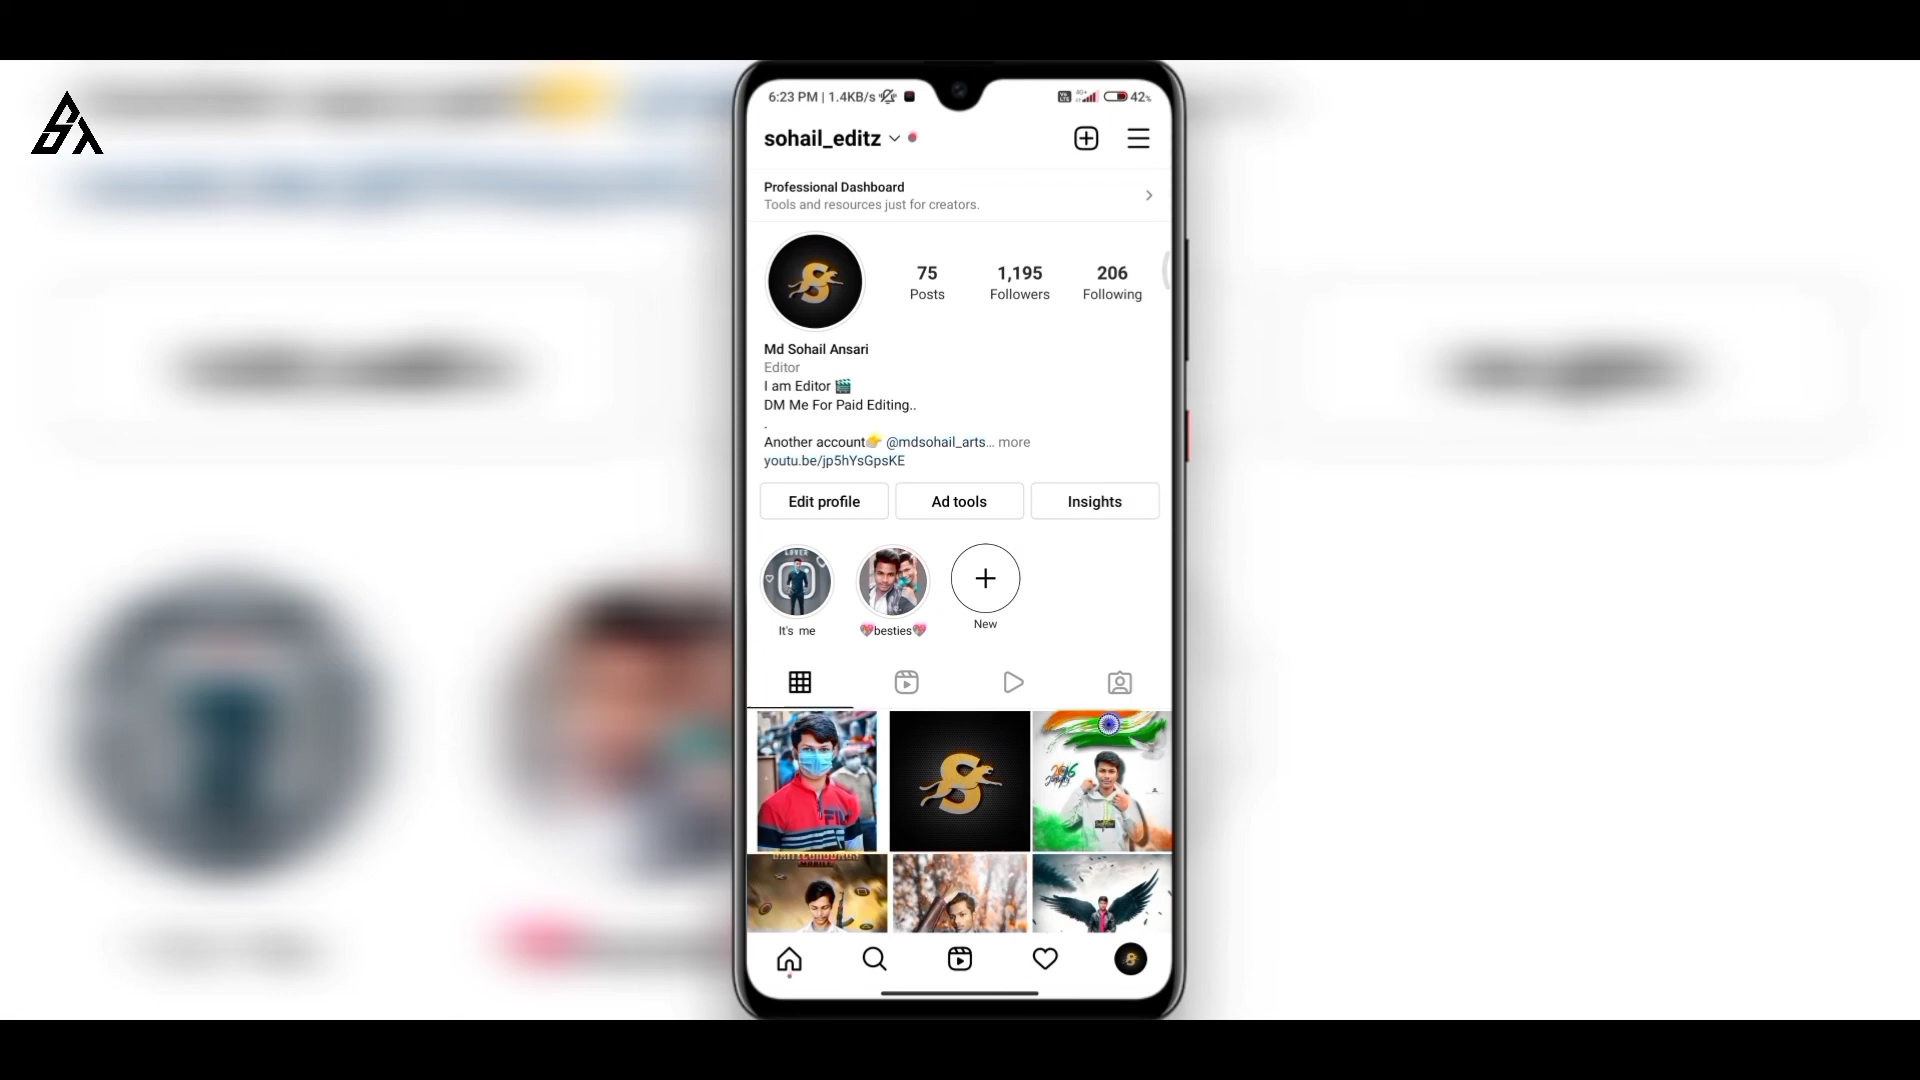 6:23 PM | 1.4KB/s
42%
sohail_editz
Professional Dashboard
Tools and resources just for creators.
75
Posts
1,195
Followers
206
Following
Md Sohail Ansari
Editor
I am Editor 🎬
DM Me For Paid Editing..
.
Another account👉 @mdsohail_arts... more
youtu.be/jp5hYsGpsKE
Edit profile
Ad tools
Insights
LOVER
It's me
💖besties💖
New